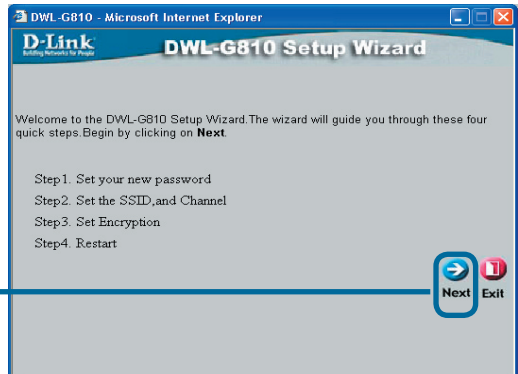 DWL-G810 - Microsoft Internet Explorer
D-Link
Building Networks for People
DWL-G810 Setup Wizard
Welcome to the DWL-G810 Setup Wizard.The wizard will guide you through these four
quick steps.Begin by clicking on Next.
Step1. Set your new password
Step2. Set the SSID,and Channel
Step3. Set Encryption
Step4. Restart
Next Exit